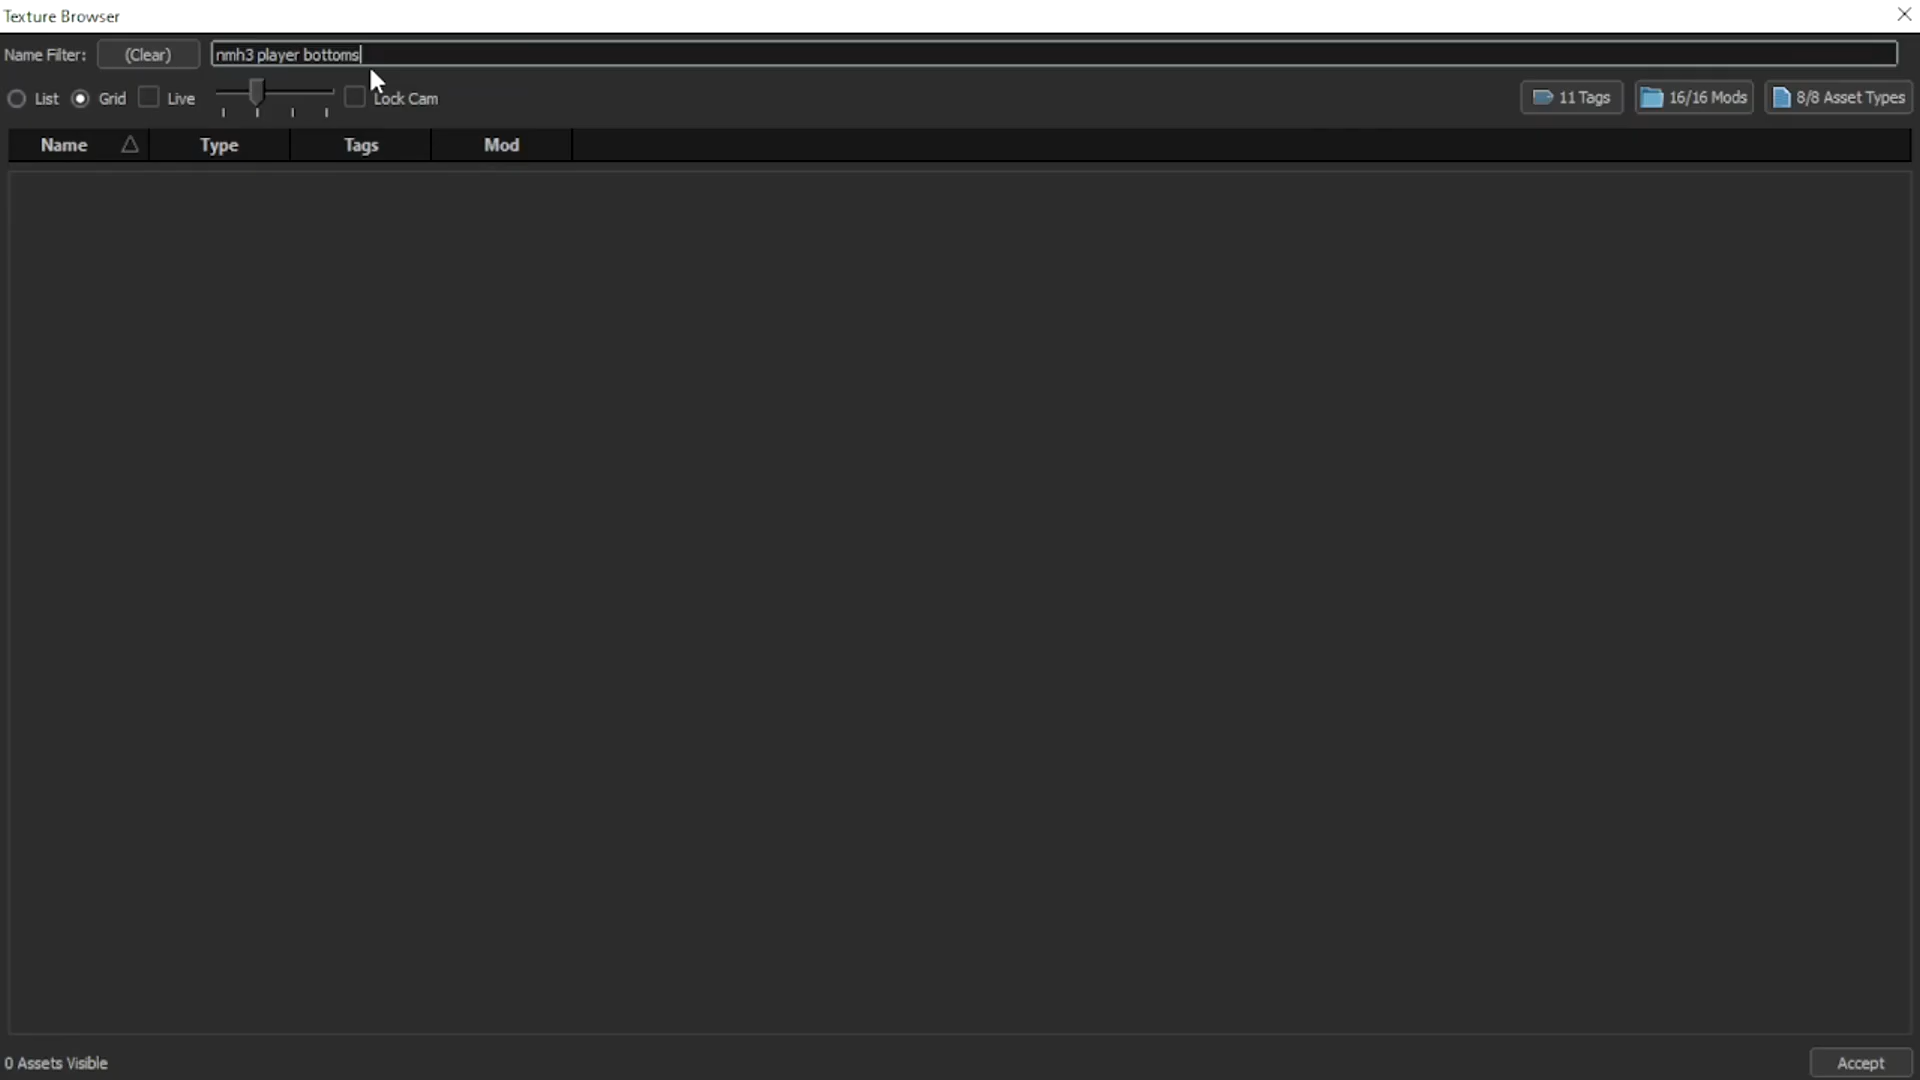 Texture Browser
Name Filter: (Clear) nmh3 player bottoms
List Grid Live Lock Cam 11 Tags 16/16 Mods 8/8 Asset Types
Name Type Tags Mod
0 Assets Visible Accept